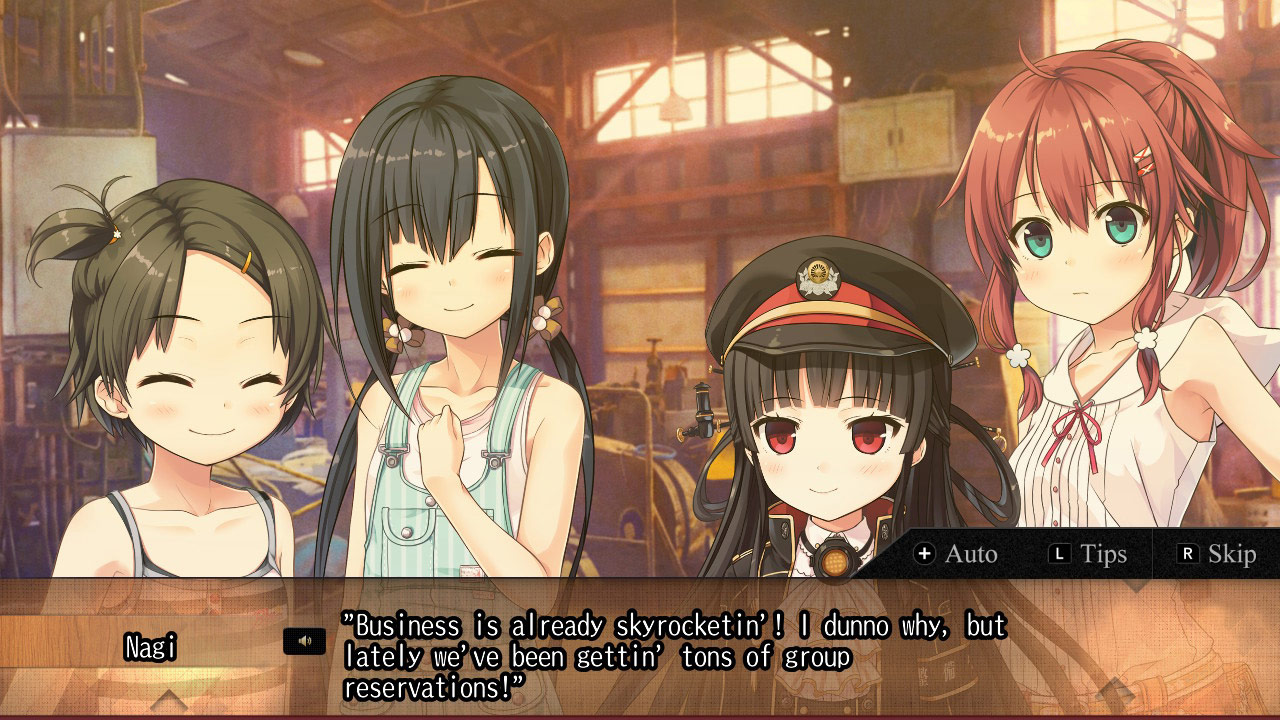 + Auto
L Tips
R Skip
Nagi
"Business is already skyrocketin'! I dunno why, but
lately we've been gettin' tons of group
reservations!"